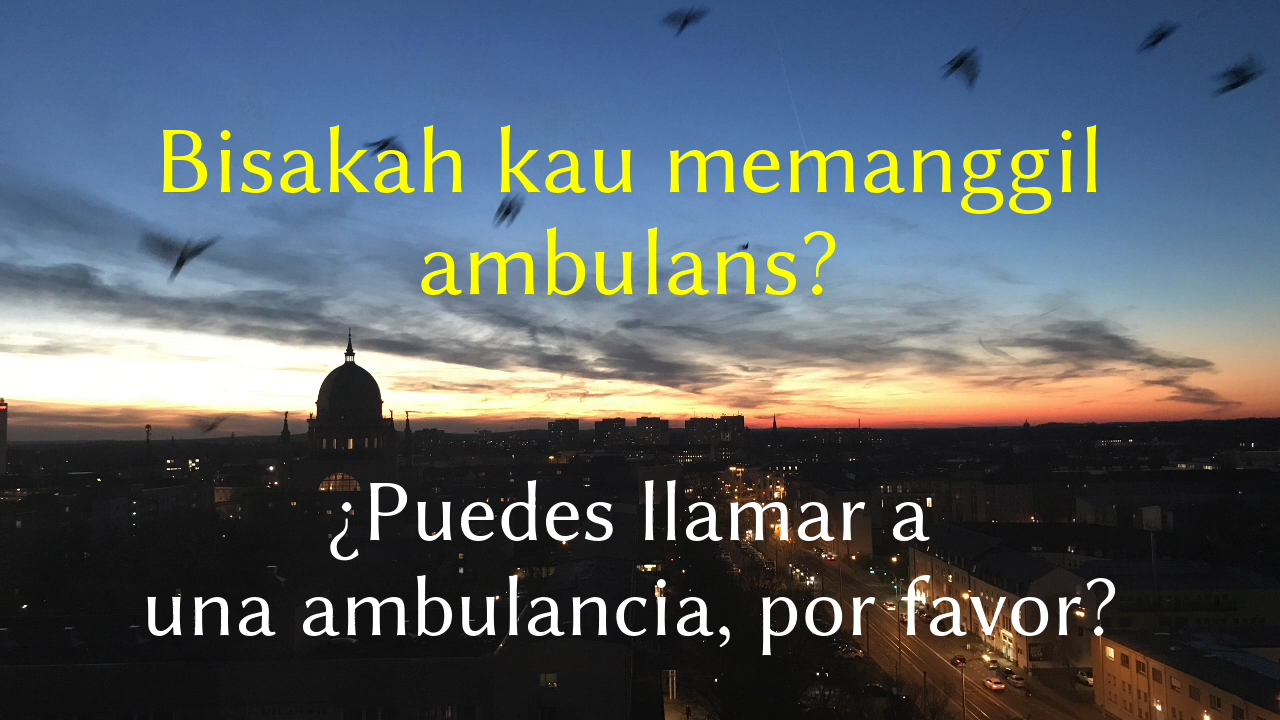 Bisakah kau memanggil
ambulans?
¿Puedes llamar a
una ambulancia, por favor?